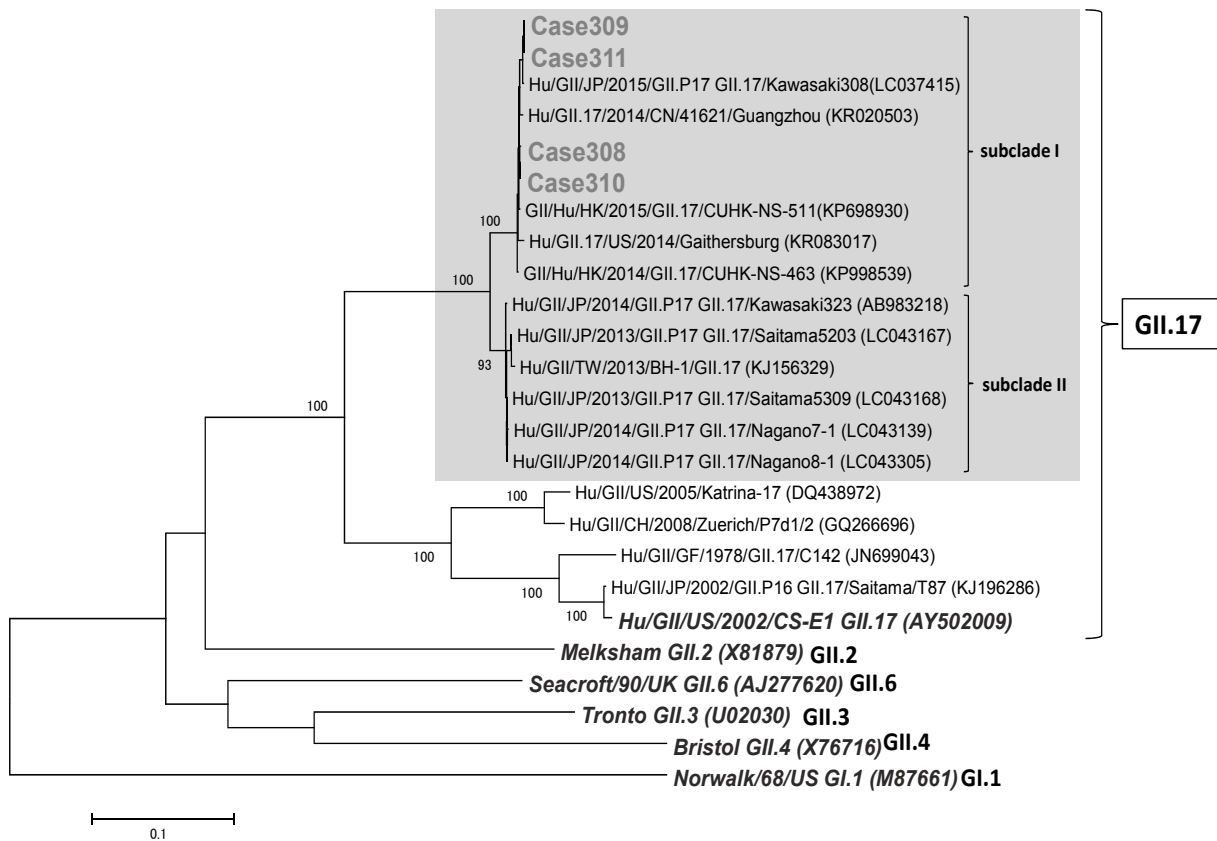 Case309
Case311
Hu/GII/JP/2015/GII.P17 GII.17/Kawasaki308(LC037415)
Hu/GII.17/2014/CN/41621/Guangzhou (KR020503)
Case308
subclade I
Case310
GII/Hu/HK/2015/GII.17/CUHK-NS-511(KP698930)
100
Hu/GII.17/US/2014/Gaithersburg (KR083017)
GII/Hu/HK/2014/GII.17/CUHK-NS-463 (KP998539)
100
Hu/GII/JP/2014/GII.P17 GII.17/Kawasaki323 (AB983218)
GII.17
Hu/GII/JP/2013/GII.P17 GII.17/Saitama5203 (LC043167)
93
Hu/GII/TW/2013/BH-1/GII.17 (KJ156329)
subclade II
Hu/GII/JP/2013/GII.P17 GII.17/Saitama5309 (LC043168)
100
Hu/GII/JP/2014/GII.P17 GII.17/Nagano7-1 (LC043139)
Hu/GII/JP/2014/GII.P17 GII.17/Nagano8-1 (LC043305)
100
Hu/GII/US/2005/Katrina-17 (DQ438972)
Hu/GII/CH/2008/Zuerich/P7d1/2 (GQ266696)
100
Hu/GII/GF/1978/GII.17/C142 (JN699043)
100
Hu/GII/JP/2002/GII.P16 GII.17/Saitama/T87 (KJ196286)
100
Hu/GII/US/2002/CS-E1 GII.17 (AY502009)
Melksham GII.2 (X81879) GII.2
Seacroft/90/UK GII.6 (AJ277620) GII.6
Tronto GII.3 (U02030) GII.3
Bristol GII.4 (X76716) GII.4
Norwalk/68/US GI.1 (M87661) GI.1
0.1